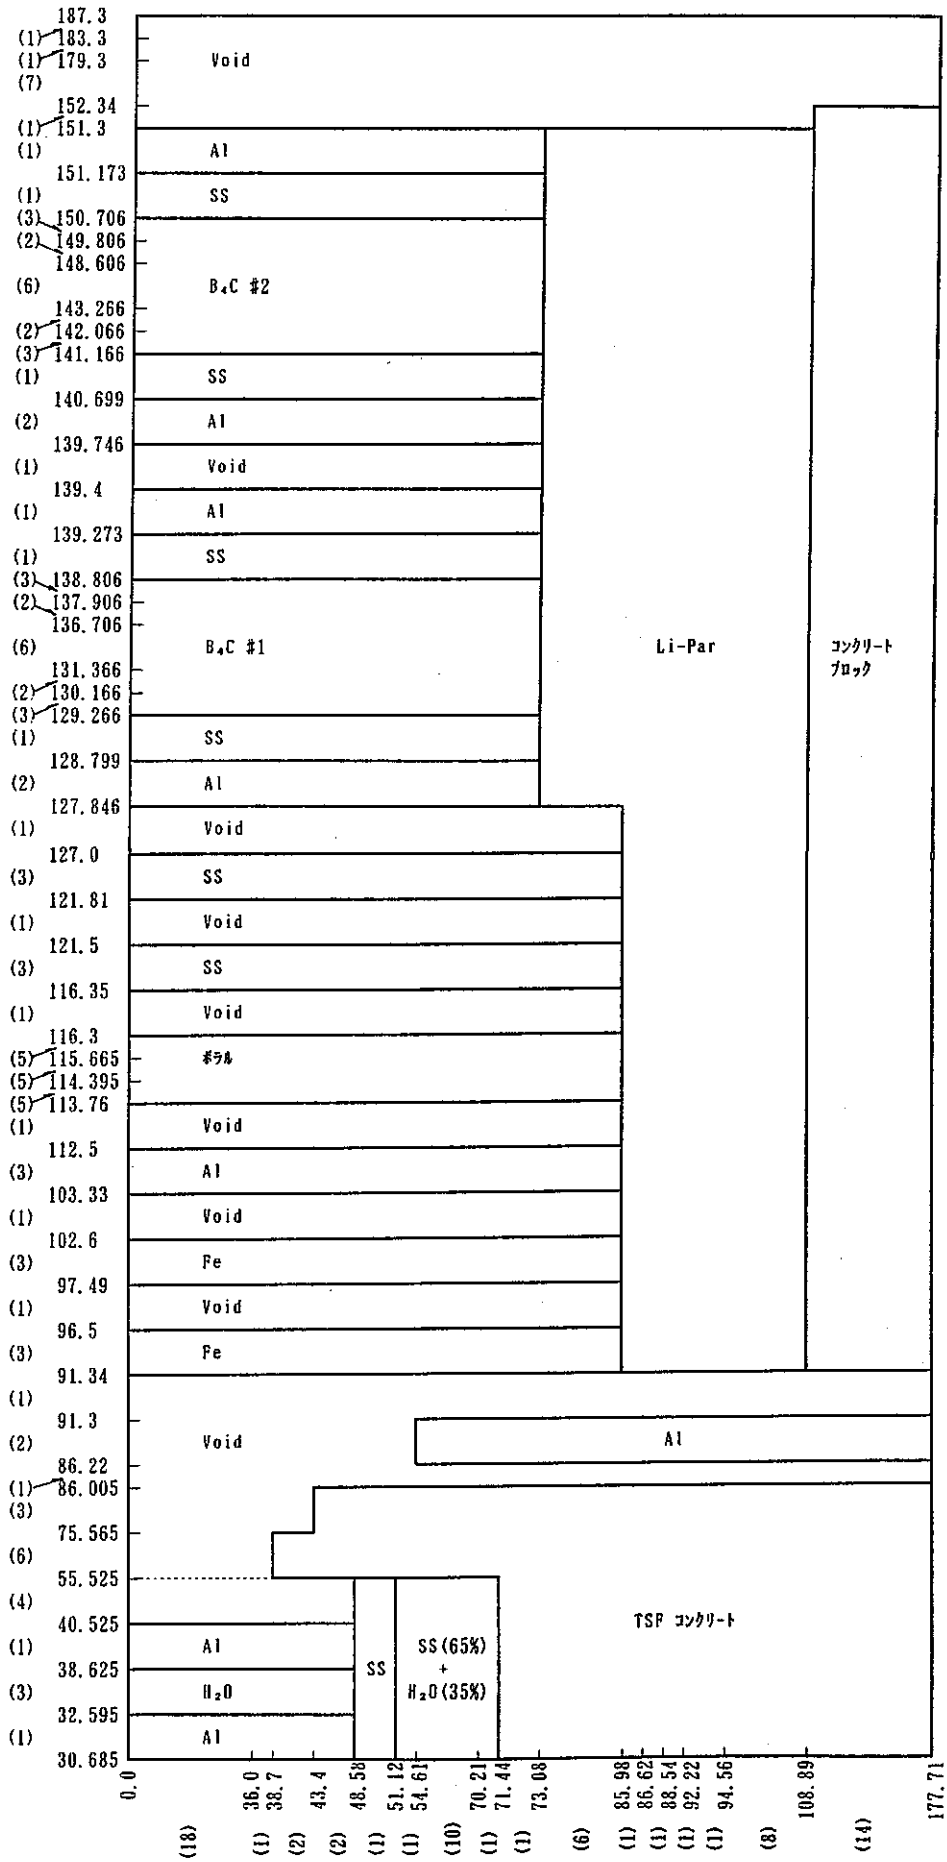 187.3
(1) 183.3
(1) 179.3
Void
(7)
152.34
(1) 151.3
(1) Al
151.173
(1) SS
(3) 150.706
(2) 149.806
148.606
(6) B₄C #2
143.266
(2) 142.066
(3) 141.166
(1) SS
140.699
(2) Al
139.746
(1) Void
139.4
(1) Al
139.273
(1) SS
(3) 138.806
(2) 137.906
136.706
(6) B₄C #1 Li-Par コンクリート
ブロック
131.366
(2) 130.166
(3) 129.266
(1) SS
128.799
(2) Al
127.846
(1) Void
127.0
(3) SS
121.81
(1) Void
121.5
(3) SS
116.35
(1) Void
116.3
(5) 115.665 ボラル
(5) 114.395
(5) 113.76
(1) Void
112.5
(3) Al
103.33
(1) Void
102.6
(3) Fe
97.49
(1) Void
96.5
(3) Fe
91.34
(1)
91.3
(2) Void Al
86.22
(1) 86.005
(3)
75.565
(6)
55.525
(4)
40.525 TSF コンクリート
(1) Al SS SS(65%)
38.625 +
(3) H₂O H₂O(35%)
32.595
(1) Al
30.685
0.0 36.0 38.7 43.4 48.58 51.12 54.61 70.21 71.44 73.08 85.98 86.62 88.54 92.22 94.56 108.89 177.71
(18) (1) (2) (2) (1) (1) (10) (1) (1) (6) (1) (1) (1) (1) (8) (14)